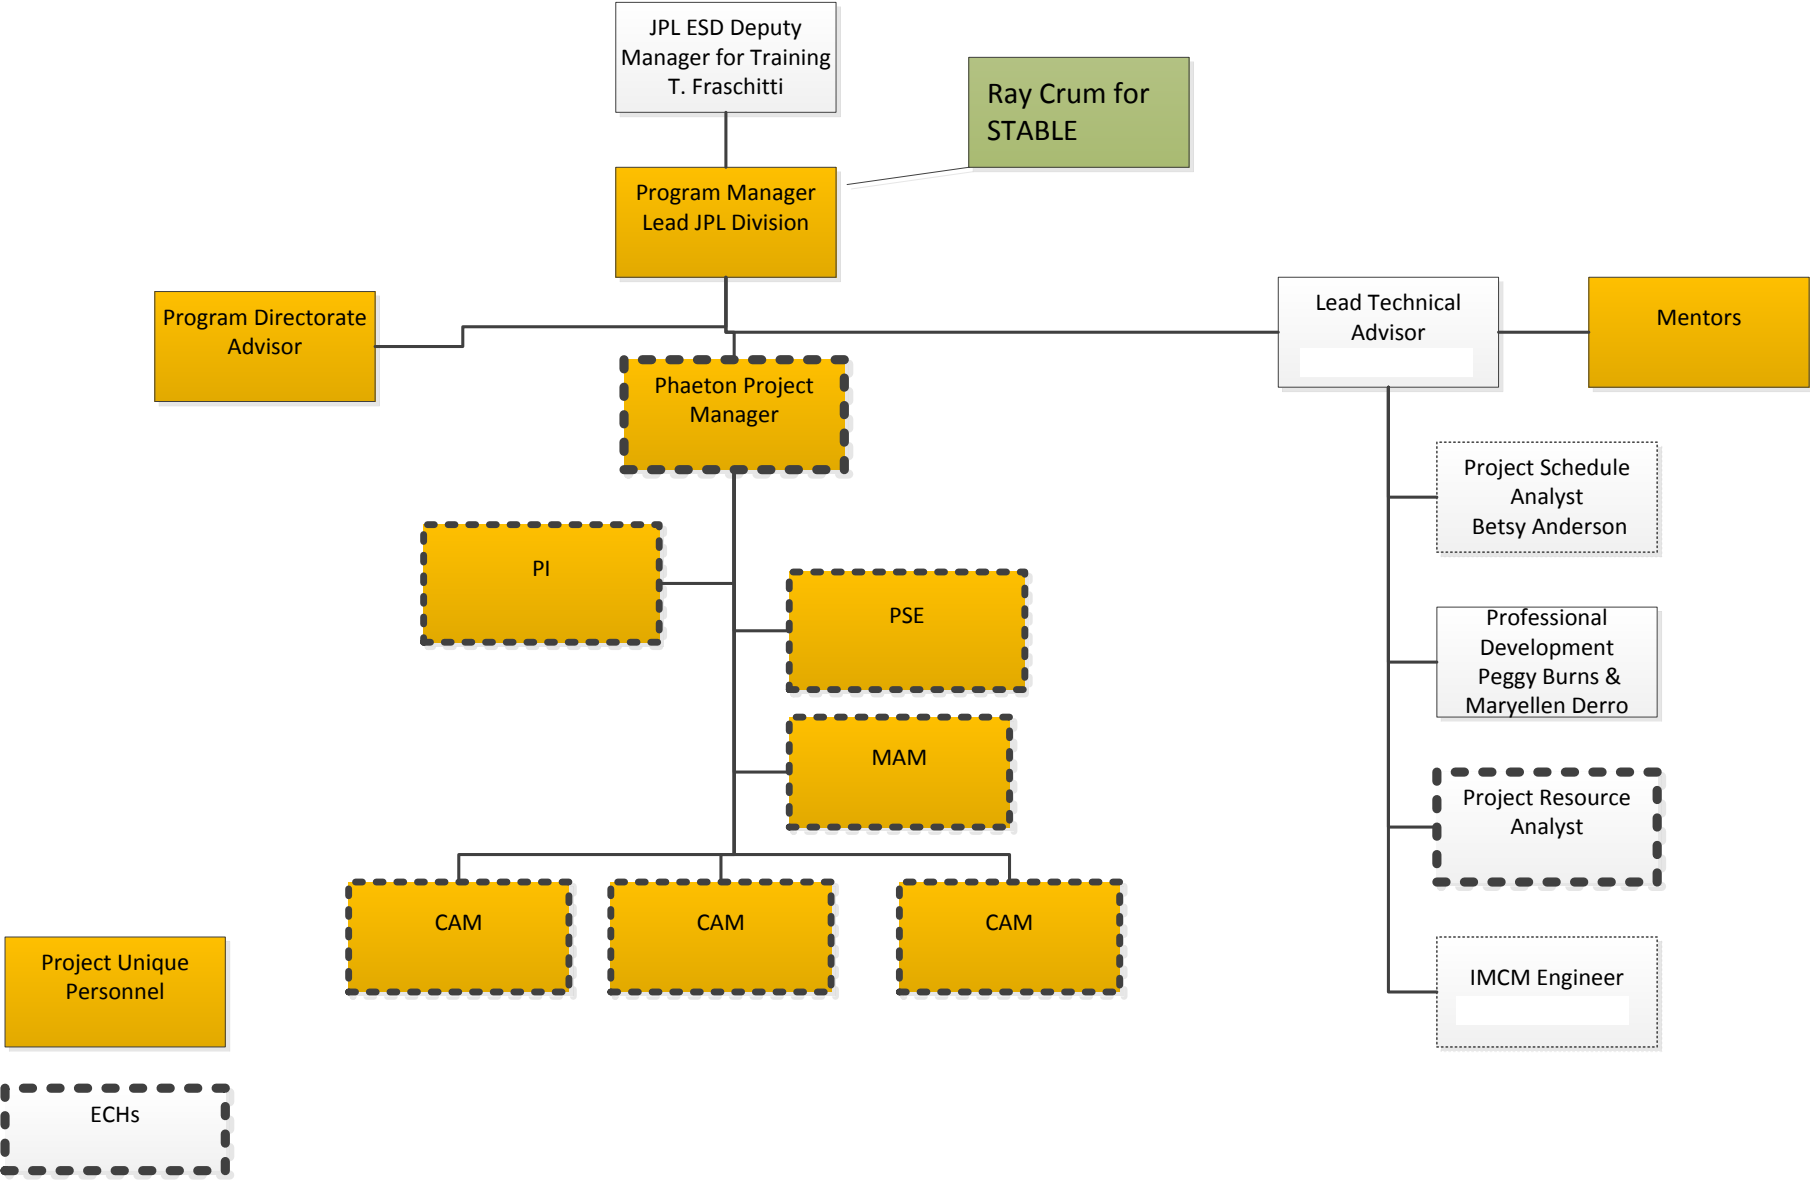 JPL ESD Deputy
Manager for Training
T. Fraschitti
Ray Crum for
STABLE
Program Manager
Lead JPL Division
Program Directorate
Advisor
Lead Technical
Advisor
Mentors
Phaeton Project
Manager
Project Schedule
Analyst
Betsy Anderson
PI
PSE
Professional
Development
Peggy Burns &
Maryellen Derro
MAM
Project Resource
Analyst
CAM
CAM
CAM
IMCM Engineer
Project Unique
Personnel
ECHs